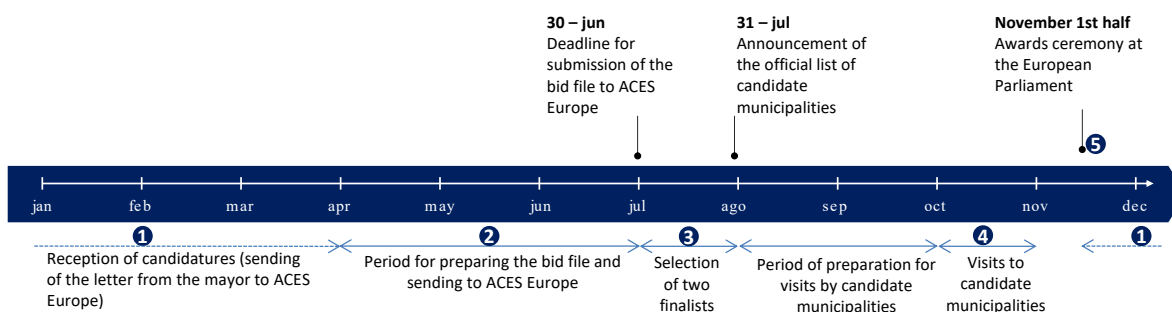 30 – jun
Deadline for
submission of the
bid file to ACES
Europe
31 – jul
Announcement of
the official list of
candidate
municipalities
November 1st half
Awards ceremony at
the European
Parliament
5
jan feb mar apr may jun jul ago sep oct nov dec
1 2 3 4 1
Reception of candidatures (sending
of the letter from the mayor to ACES
Europe)
Period for preparing the bid file and
sending to ACES Europe
Selection
of two
finalists
Period of preparation for
visits by candidate
municipalities
Visits to
candidate
municipalities